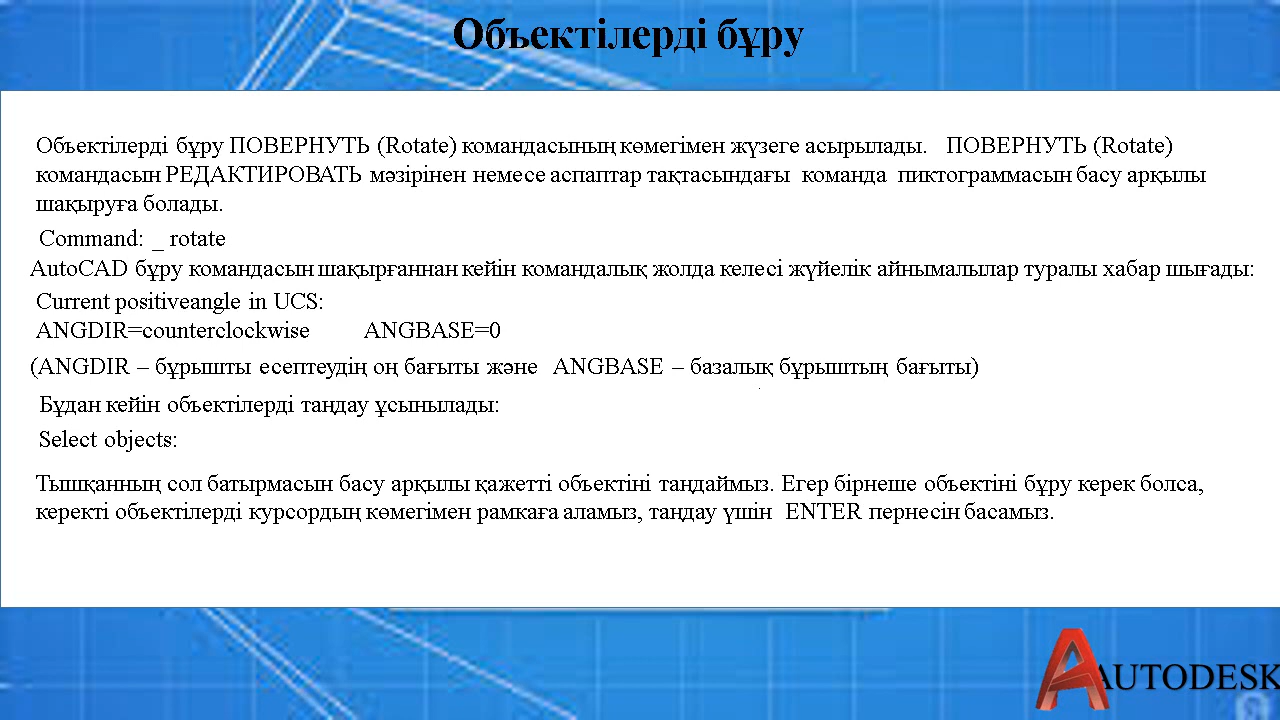 Объектілерді бұру
Объектілерді бұру ПОВЕРНУТЬ (Rotate) командасының көмегімен жүзеге асырылады. ПОВЕРНУТЬ (Rotate)
командасын РЕДАКТИРОВАТЬ мәзірінен немесе аспаптар тақтасындағы команда пиктограммасын басу арқылы
шақыруға болады.
Command: _ rotate
AutoCAD бұру командасын шақырғаннан кейін командалық жолда келесі жүйелік айнымалылар туралы хабар шығады:
Current positiveangle in UCS:
ANGDIR=counterclockwise ANGBASE=0
(ANGDIR – бұрышты есептеудің оң бағыты және ANGBASE – базалық бұрыштың бағыты)
Бұдан кейін объектілерді таңдау ұсынылады:
Select objects:
Тышқанның сол батырмасын басу арқылы қажетті объектіні таңдаймыз. Егер бірнеше объектіні бұру керек болса,
керекті объектілерді курсордың көмегімен рамкаға аламыз, таңдау үшін ENTER пернесін басамыз.
AUTODESK